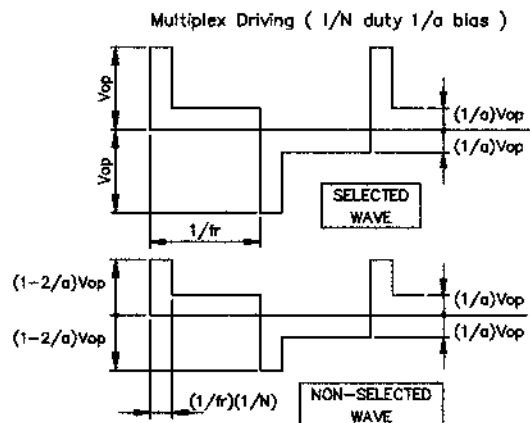 Multiplex Driving ( 1/N duty 1/a bias )
Vop
Vop
(1/a)Vop
(1/a)Vop
SELECTED
WAVE
1/fr
(1-2/a)Vop
(1-2/a)Vop
(1/a)Vop
(1/a)Vop
(1/fr)(1/N)
NON-SELECTED
WAVE